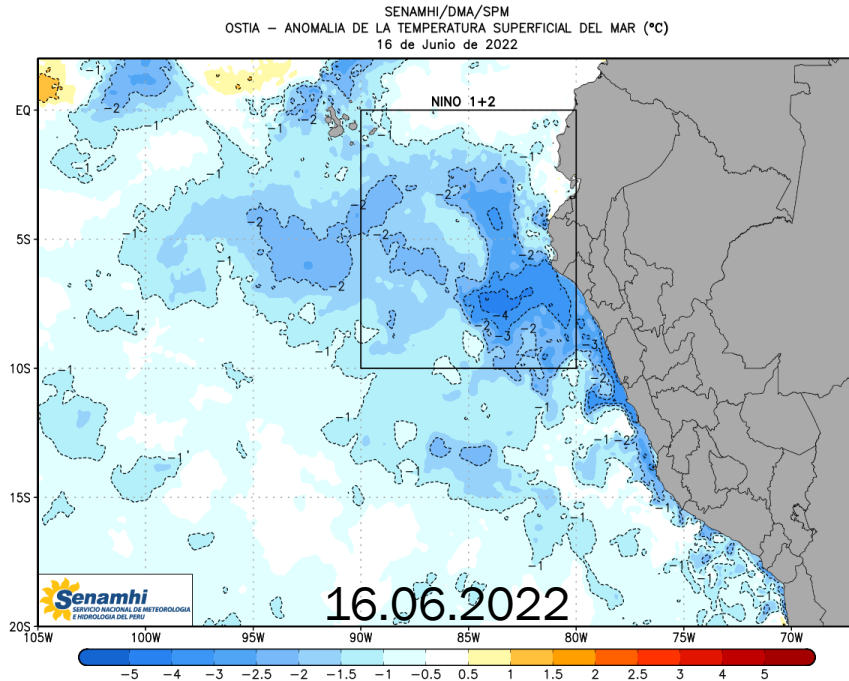 SENAMHI/DMA/SPM
OSTIA – ANOMALIA DE LA TEMPERATURA SUPERFICIAL DEL MAR (°C)
16 de Junio de 2022
NINO 1+2
EQ
5S
10S
15S
20S
105W 100W 95W 90W 85W 80W 75W 70W
Senamhi
SERVICIO NACIONAL DE METEOROLOGIA
E HIDROLOGIA DEL PERU
16.06.2022
−5 −4 −3 −2.5 −2 −1.5 −1 −0.5 0.5 1 1.5 2 2.5 3 4 5